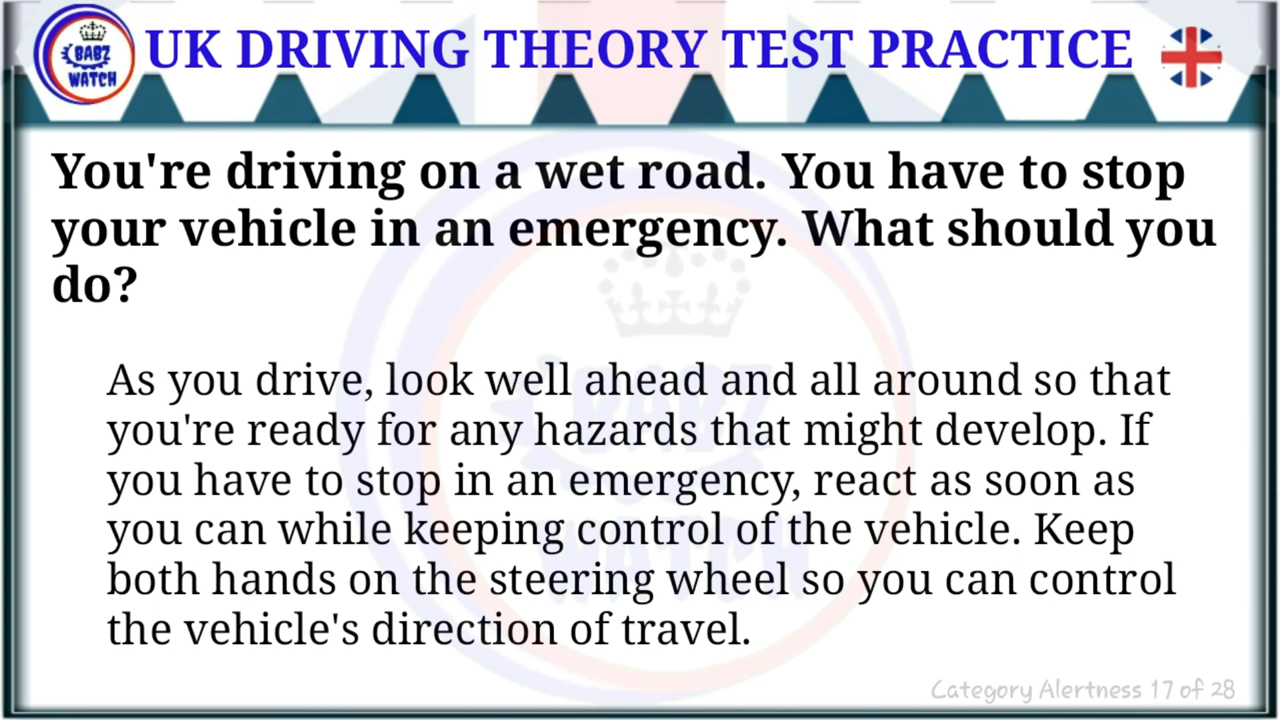 BABZ
WATCH
UK DRIVING THEORY TEST PRACTICE
You're driving on a wet road. You have to stop
your vehicle in an emergency. What should you
do?
As you drive, look well ahead and all around so that
you're ready for any hazards that might develop. If
you have to stop in an emergency, react as soon as
you can while keeping control of the vehicle. Keep
both hands on the steering wheel so you can control
the vehicle's direction of travel.
BABZ
WATCH
Category Alertness 17 of 28